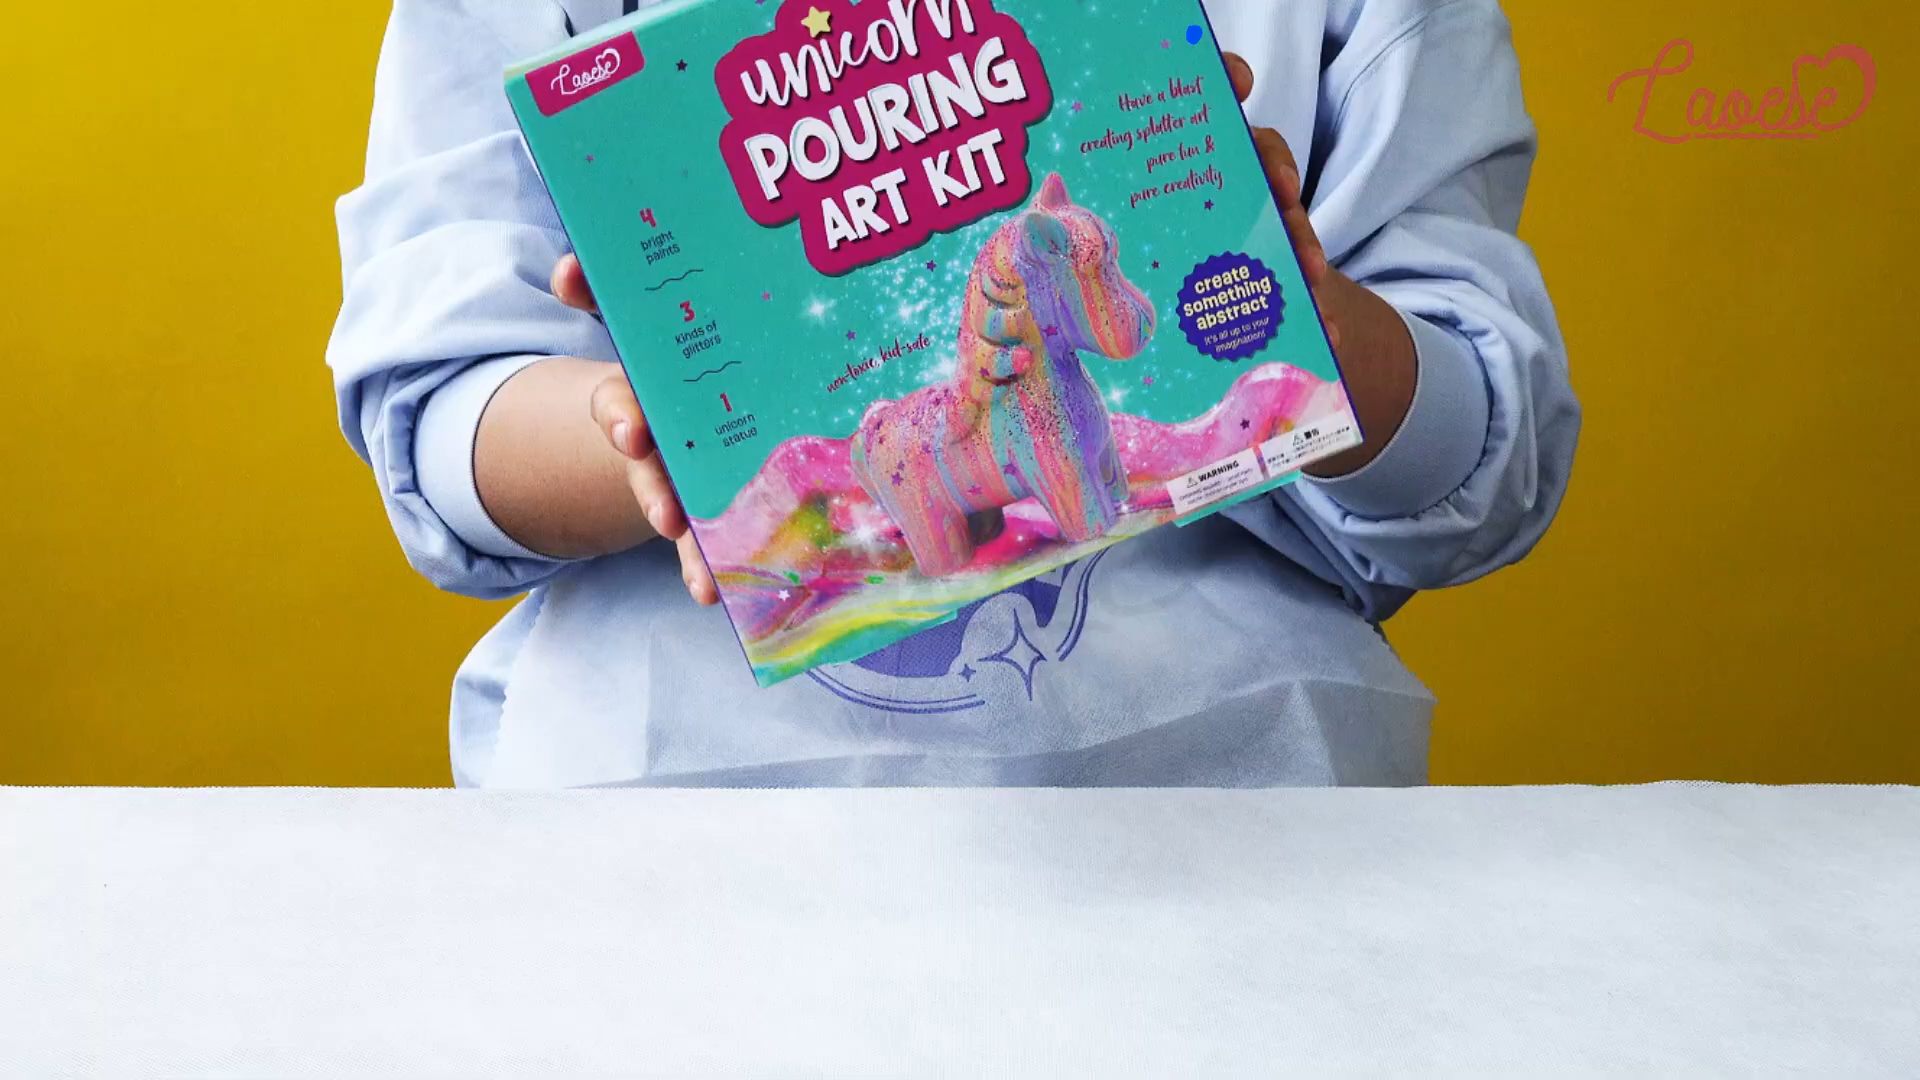 Laoese
unicorn
POURING
ART KIT
Have a blast
creating splatter art
pure fun &
pure creativity
4
bright
paints
3
kinds of
glitters
1
unicorn
statue
non-toxic, kid-safe
create
something
abstract
It's all up to your
imagination!
WARNING
警告
Laoese